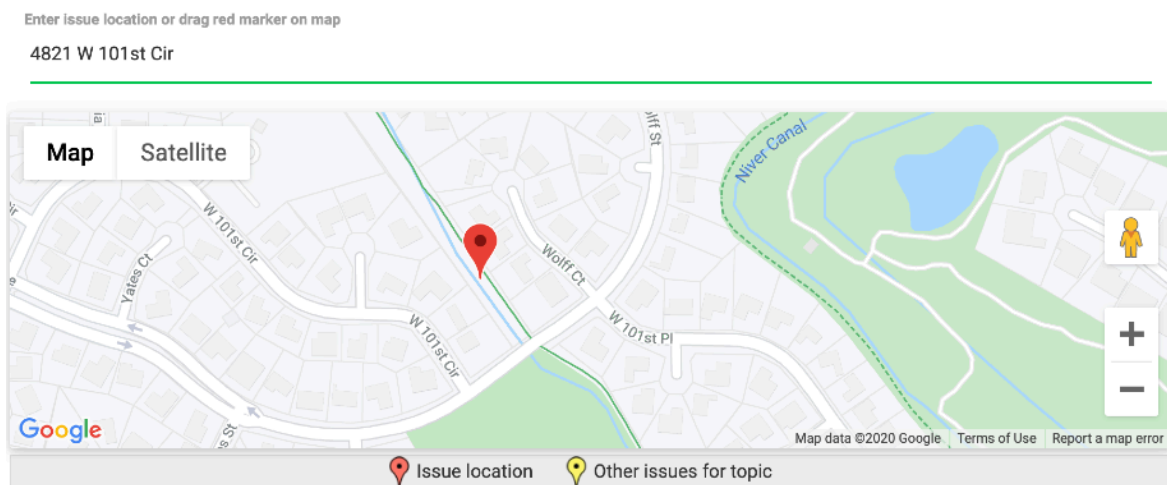 Enter issue location or drag red marker on map
4821 W 101st Cir
Map
Satellite
Wolff St
Niver Canal
W 101st Cir
Yates Ct
Wolff Ct
W 101st Pl
W 101st Cir
Google
Map data ©2020 Google
Terms of Use
Report a map error
+
−
Issue location
Other issues for topic